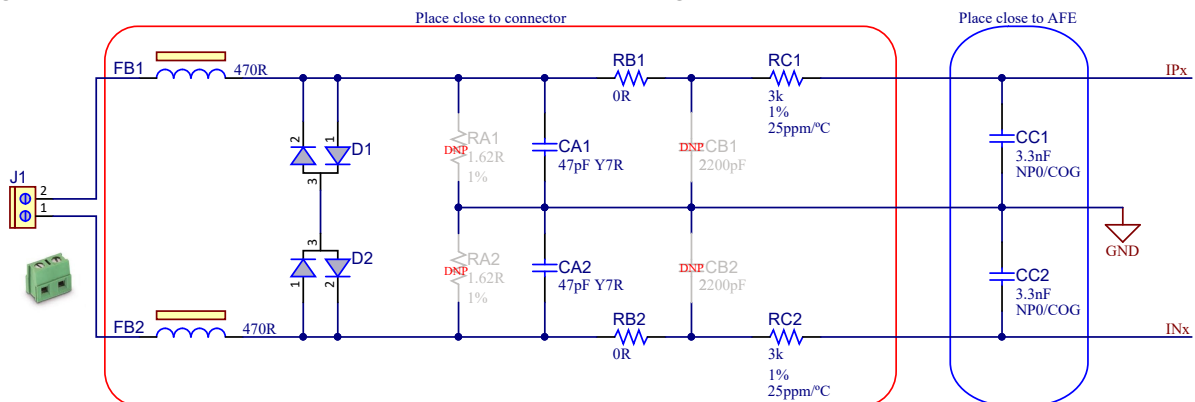 Place close to connector
Place close to AFE
FB1
470R
RB1
0R
RC1
3k
1%
25ppm/ºC
IPx
2
1
D1
3
RA1
DNP
1.62R
1%
CA1
47pF Y7R
DNP
CB1
2200pF
CC1
3.3nF
NP0/COG
J1
2
1
GND
3
D2
1
2
RA2
DNP
1.62R
1%
CA2
47pF Y7R
DNP
CB2
2200pF
CC2
3.3nF
NP0/COG
FB2
470R
RB2
0R
RC2
3k
1%
25ppm/ºC
INx